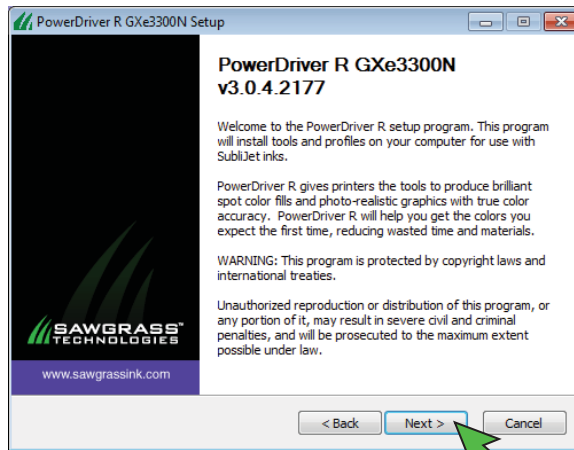 PowerDriver R GXe3300N Setup
PowerDriver R GXe3300N
v3.0.4.2177
Welcome to the PowerDriver R setup program. This program
will install tools and profiles on your computer for use with
SubliJet inks.
PowerDriver R gives printers the tools to produce brilliant
spot color fills and photo-realistic graphics with true color
accuracy. PowerDriver R will help you get the colors you
expect the first time, reducing wasted time and materials.
WARNING: This program is protected by copyright laws and
international treaties.
Unauthorized reproduction or distribution of this program, or
any portion of it, may result in severe civil and criminal
penalties, and will be prosecuted to the maximum extent
possible under law.
SAWGRASS™
TECHNOLOGIES
www.sawgrassink.com
< Back Next > Cancel